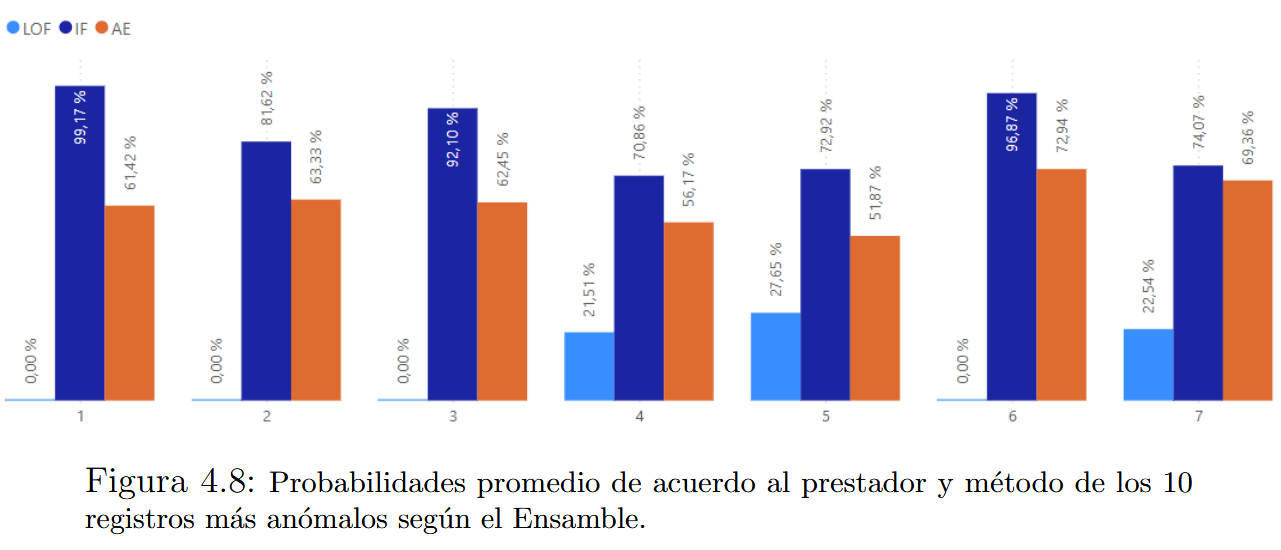 LOF IF AE
0,00 % 99,17 % 61,42 %
0,00 % 81,62 % 63,33 %
0,00 % 92,10 % 62,45 %
21,51 % 70,86 % 56,17 %
27,65 % 72,92 % 51,87 %
0,00 % 96,87 % 72,94 %
22,54 % 74,07 % 69,36 %
1 2 3 4 5 6 7
Figura 4.8: Probabilidades promedio de acuerdo al prestador y método de los 10
registros más anómalos según el Ensamble.